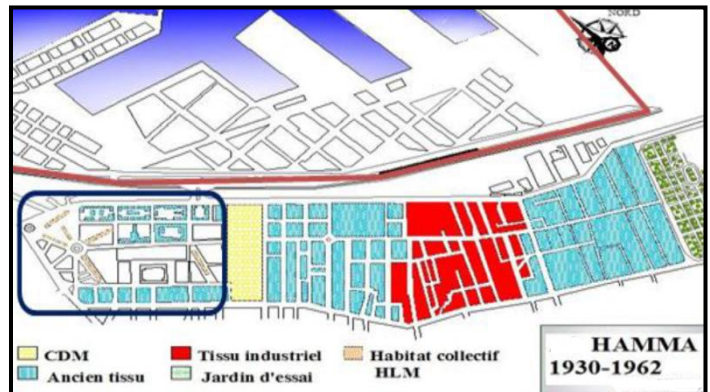 NORD
CDM
Tissu industriel
Habitat collectif
HLM
Ancien tissu
Jardin d'essai
HAMMA
1930-1962